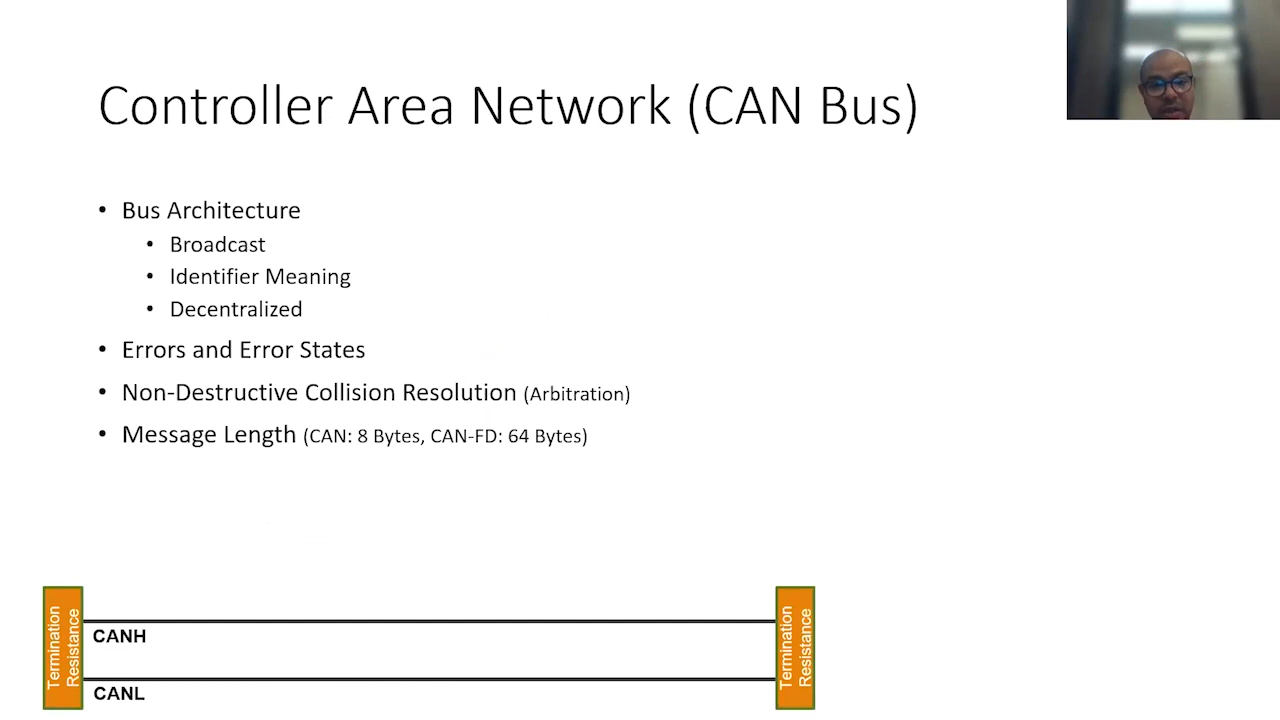 Controller Area Network (CAN Bus)
• Bus Architecture
• Broadcast
• Identifier Meaning
• Decentralized
• Errors and Error States
• Non-Destructive Collision Resolution (Arbitration)
• Message Length (CAN: 8 Bytes, CAN-FD: 64 Bytes)
Termination
Resistance
CANH
CANL
Termination
Resistance